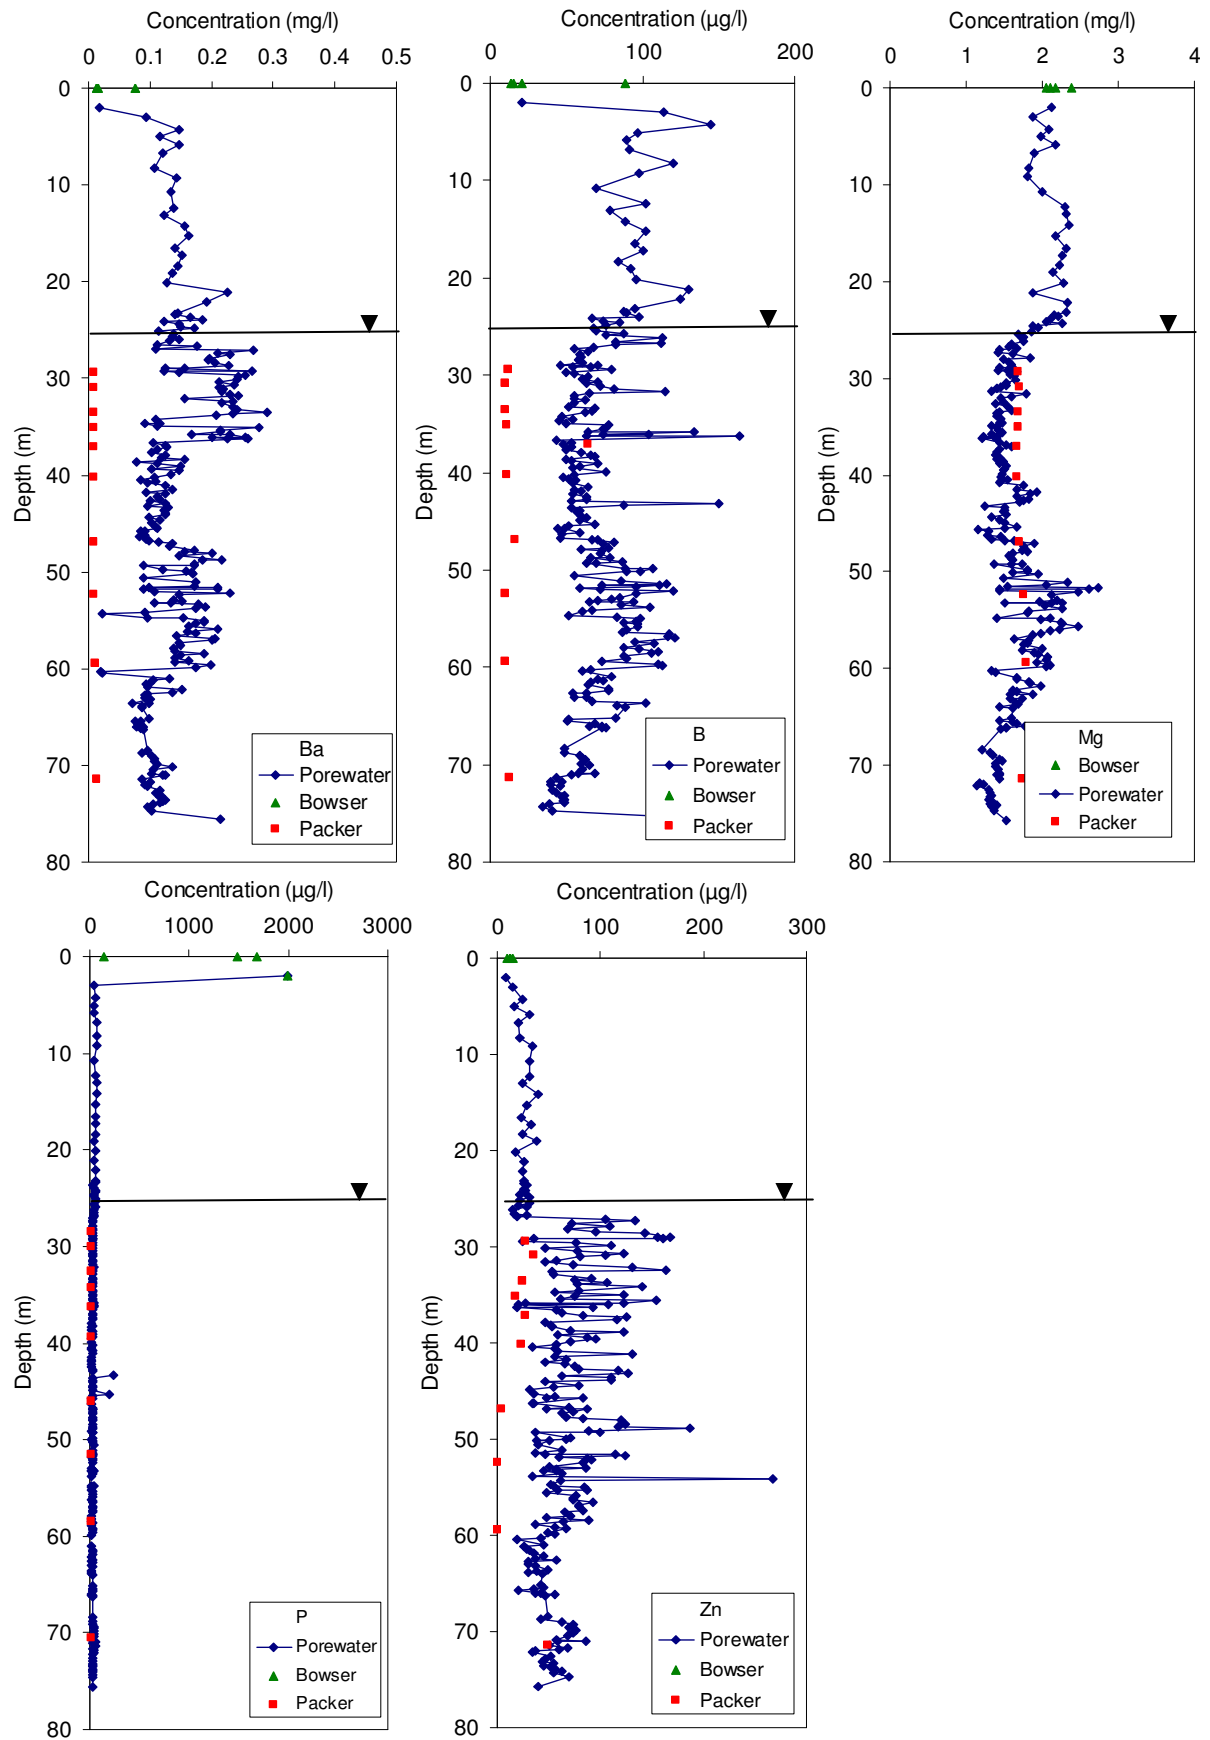 Concentration (mg/l)
0 0.1 0.2 0.3 0.4 0.5
0
10
20
30
40
50
60
70
80
Depth (m)
Ba
Porewater
Bowser
Packer
Concentration (µg/l)
0 100 200
0
10
20
30
40
50
60
70
80
Depth (m)
B
Porewater
Bowser
Packer
Concentration (mg/l)
0 1 2 3 4
0
10
20
30
40
50
60
70
80
Depth (m)
Mg
Bowser
Porewater
Packer
Concentration (µg/l)
0 1000 2000 3000
0
10
20
30
40
50
60
70
80
Depth (m)
P
Porewater
Bowser
Packer
Concentration (µg/l)
0 100 200 300
0
10
20
30
40
50
60
70
80
Depth (m)
Zn
Porewater
Bowser
Packer